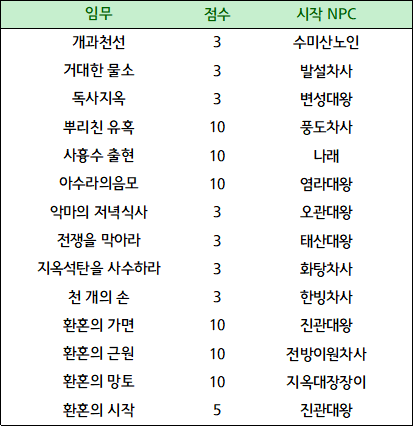 임무 점수 시작 NPC
개과천선 3 수미산노인
거대한 물소 3 발설차사
독사지옥 3 변성대왕
뿌리친 유혹 10 풍도차사
사흉수 출현 10 나래
아수라의음모 10 염라대왕
악마의 저녁식사 3 오관대왕
전쟁을 막아라 3 태산대왕
지옥석탄을 사수하라 3 화탕차사
천 개의 손 3 한빙차사
환혼의 가면 10 진관대왕
환혼의 근원 10 전방이원차사
환혼의 망토 10 지옥대장장이
환혼의 시작 5 진관대왕